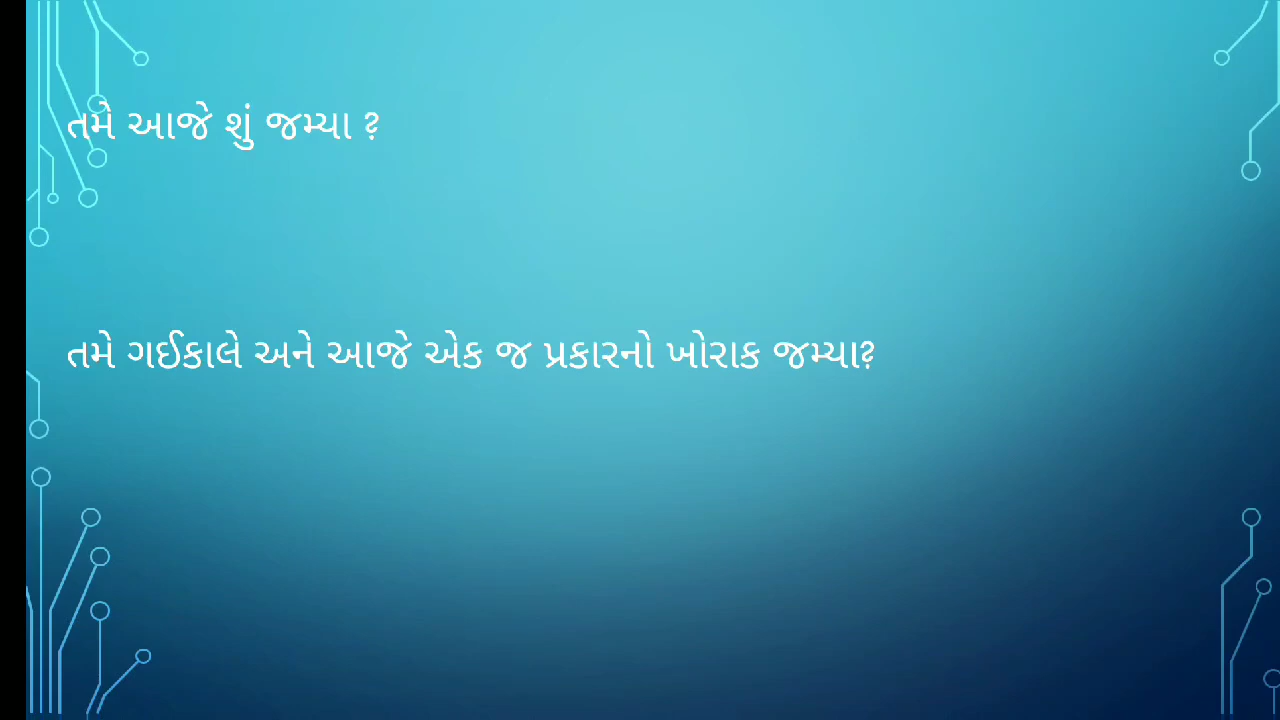 તમે આજે શું જમ્યા ?
તમે ગઈકાલે અને આજે એક જ પ્રકારનો ખોરાક જમ્યા?